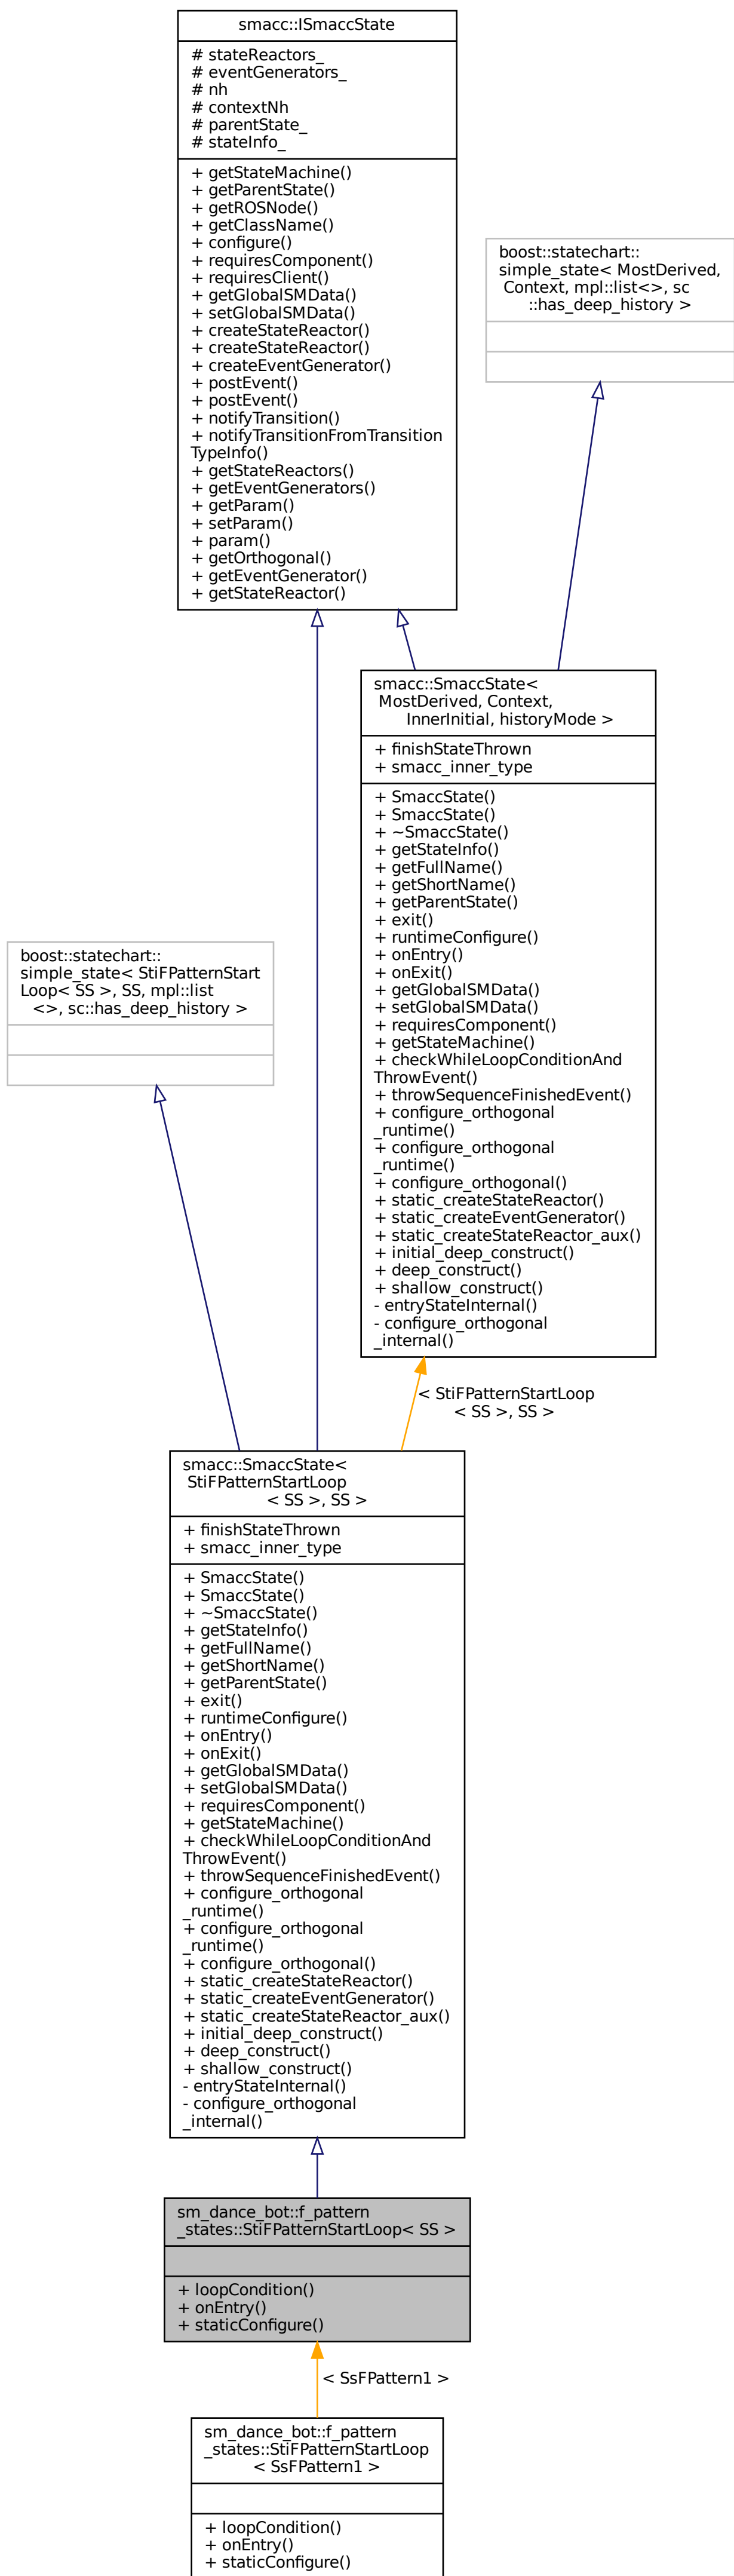 smacc::ISmaccState
# stateReactors_
# eventGenerators_
# nh
# contextNh
# parentState_
# stateInfo_
+ getStateMachine()
+ getParentState()
+ getROSNode()
+ getClassName()
+ configure()
+ requiresComponent()
+ requiresClient()
+ getGlobalSMData()
+ setGlobalSMData()
+ createStateReactor()
+ createStateReactor()
+ createEventGenerator()
+ postEvent()
+ postEvent()
+ notifyTransition()
+ notifyTransitionFromTransition
TypeInfo()
+ getStateReactors()
+ getEventGenerators()
+ getParam()
+ setParam()
+ param()
+ getOrthogonal()
+ getEventGenerator()
+ getStateReactor()
boost::statechart::
simple_state< MostDerived,
Context, mpl::list<>, sc
::has_deep_history >
smacc::SmaccState<
MostDerived, Context,
InnerInitial, historyMode >
+ finishStateThrown
+ smacc_inner_type
+ SmaccState()
+ SmaccState()
+ ~SmaccState()
+ getStateInfo()
+ getFullName()
+ getShortName()
+ getParentState()
+ exit()
+ runtimeConfigure()
+ onEntry()
+ onExit()
+ getGlobalSMData()
+ setGlobalSMData()
+ requiresComponent()
+ getStateMachine()
+ checkWhileLoopConditionAnd
ThrowEvent()
+ throwSequenceFinishedEvent()
+ configure_orthogonal
_runtime()
+ configure_orthogonal
_runtime()
+ configure_orthogonal()
+ static_createStateReactor()
+ static_createEventGenerator()
+ static_createStateReactor_aux()
+ initial_deep_construct()
+ deep_construct()
+ shallow_construct()
- entryStateInternal()
- configure_orthogonal
_internal()
boost::statechart::
simple_state< StiFPatternStart
Loop< SS >, SS, mpl::list
<>, sc::has_deep_history >
< StiFPatternStartLoop
< SS >, SS >
smacc::SmaccState<
StiFPatternStartLoop
< SS >, SS >
+ finishStateThrown
+ smacc_inner_type
+ SmaccState()
+ SmaccState()
+ ~SmaccState()
+ getStateInfo()
+ getFullName()
+ getShortName()
+ getParentState()
+ exit()
+ runtimeConfigure()
+ onEntry()
+ onExit()
+ getGlobalSMData()
+ setGlobalSMData()
+ requiresComponent()
+ getStateMachine()
+ checkWhileLoopConditionAnd
ThrowEvent()
+ throwSequenceFinishedEvent()
+ configure_orthogonal
_runtime()
+ configure_orthogonal
_runtime()
+ configure_orthogonal()
+ static_createStateReactor()
+ static_createEventGenerator()
+ static_createStateReactor_aux()
+ initial_deep_construct()
+ deep_construct()
+ shallow_construct()
- entryStateInternal()
- configure_orthogonal
_internal()
sm_dance_bot::f_pattern
_states::StiFPatternStartLoop< SS >
+ loopCondition()
+ onEntry()
+ staticConfigure()
< SsFPattern1 >
sm_dance_bot::f_pattern
_states::StiFPatternStartLoop
< SsFPattern1 >
+ loopCondition()
+ onEntry()
+ staticConfigure()